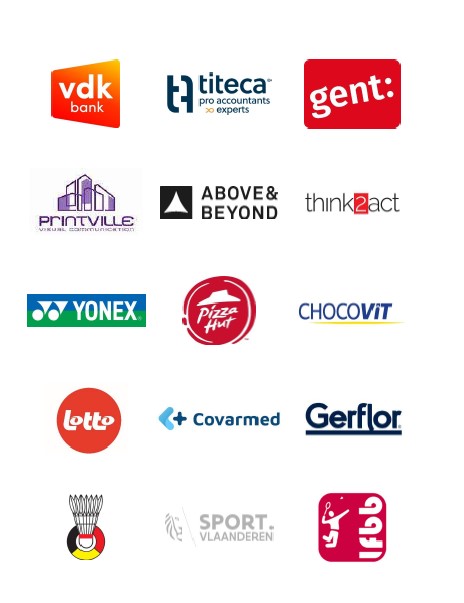 vdk
bank
titeca
pro accountants
experts
gent:
PRINTVILLE
VISUAL COMMUNICATION
ABOVE &
BEYOND
think2act
YONEX
Pizza
Hut
CHOCOViT
Lotto
Covarmed
Gerflor
SPORT.
VLAANDEREN
lfbb